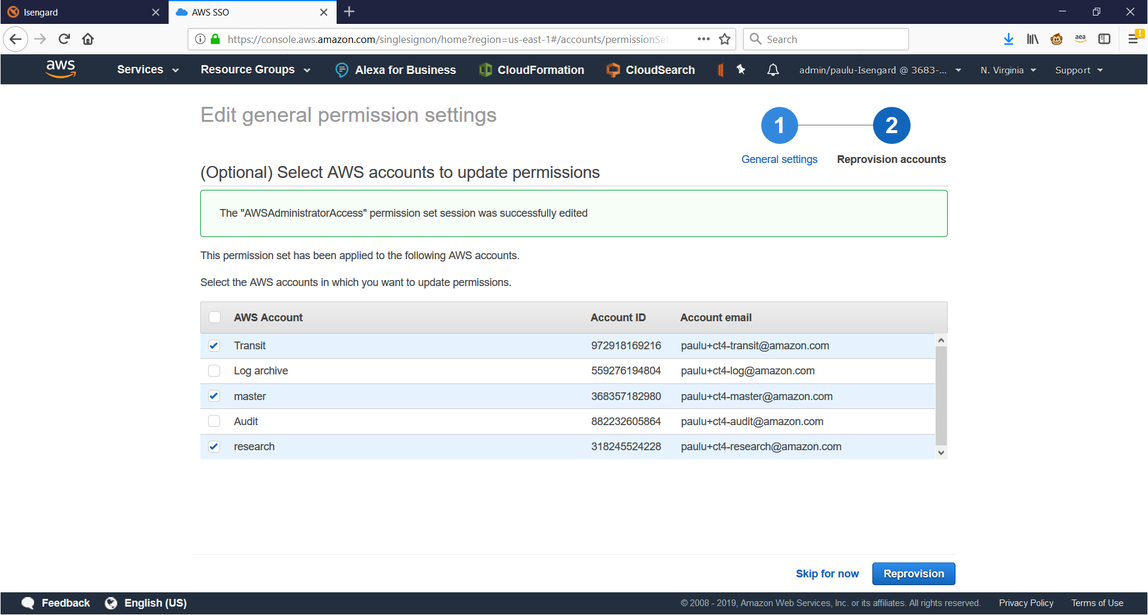 Isengard
AWS SSO
https://console.aws.amazon.com/singlesignon/home?region=us-east-1#/accounts/permissionSe
Search
aea
aws
Services
Resource Groups
Alexa for Business
CloudFormation
CloudSearch
admin/paulu-Isengard @ 3683-...
N. Virginia
Support
Edit general permission settings
1
2
General settings
Reprovision accounts
(Optional) Select AWS accounts to update permissions
The "AWSAdministratorAccess" permission set session was successfully edited
This permission set has been applied to the following AWS accounts.
Select the AWS accounts in which you want to update permissions.
AWS Account Account ID Account email
Transit 972918169216 paulu+ct4-transit@amazon.com
Log archive 559276194804 paulu+ct4-log@amazon.com
master 368357182980 paulu+ct4-master@amazon.com
Audit 882232605864 paulu+ct4-audit@amazon.com
research 318245524228 paulu+ct4-research@amazon.com
Skip for now
Reprovision
Feedback
English (US)
© 2008 - 2019, Amazon Web Services, Inc. or its affiliates. All rights reserved.
Privacy Policy
Terms of Use